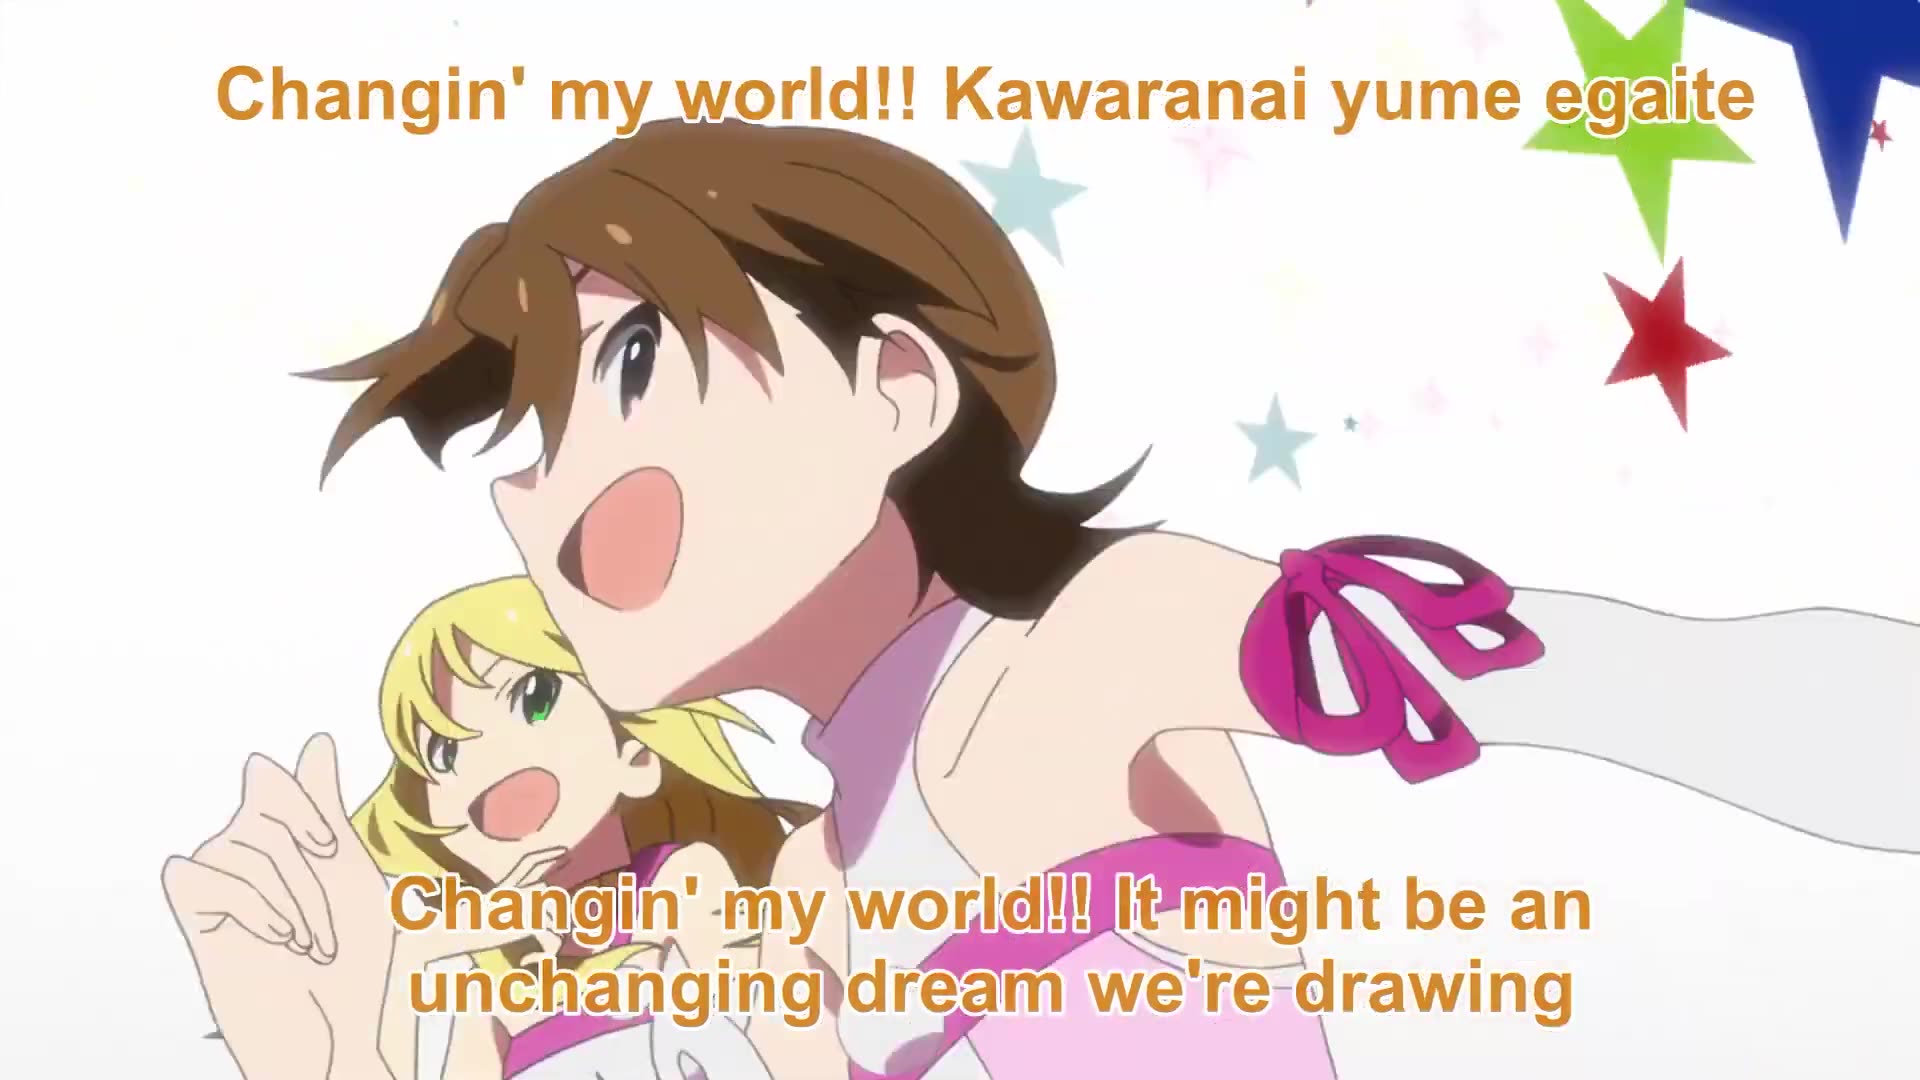 Changin' my world!! Kawaranai yume egaite
Changin' my world!! It might be an
unchanging dream we're drawing